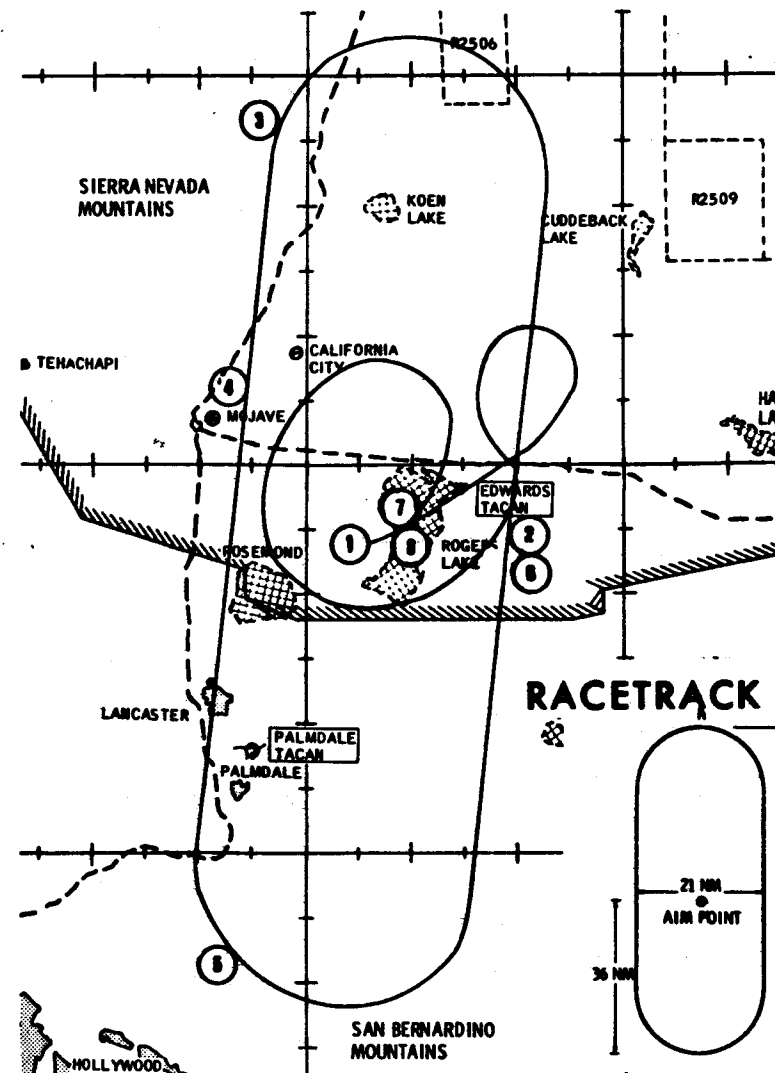 R2506
3
SIERRA NEVADA
MOUNTAINS
KOEN
LAKE
CUDDEBACK
LAKE
R2509
TEHACHAPI
CALIFORNIA
CITY
4
MOJAVE
HA
LA
EDWARDS
TACAN
7
1
2
ROGERS
LAKE
ROSEMOND
LANCASTER
PALMDALE
TACAN
PALMDALE
RACETRACK
21 NM
AIM POINT
36 NM
5
SAN BERNARDINO
MOUNTAINS
HOLLYWOOD